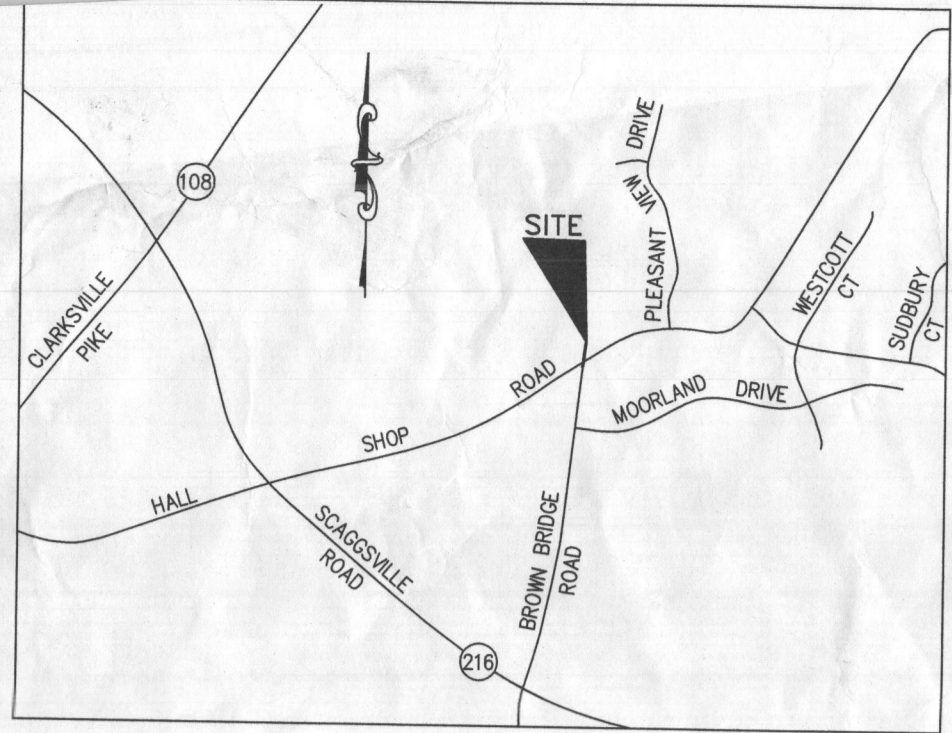 108
CLARKSVILLE
PIKE
SITE
PLEASANT VIEW DRIVE
WESTCOTT
CT
SUDBURY
CT
HALL SHOP ROAD
MOORLAND DRIVE
SCAGGSVILLE
ROAD
BROWN BRIDGE
ROAD
216